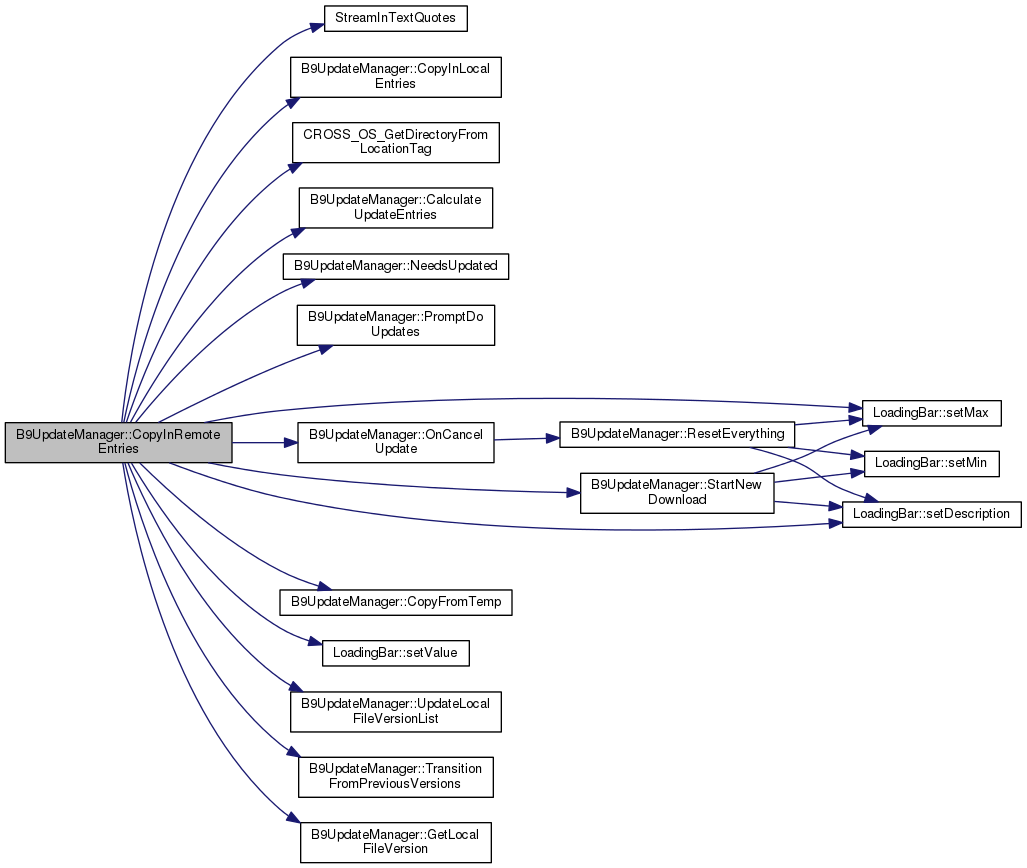 StreamInTextQuotes
B9UpdateManager::CopyInLocal
Entries
CROSS_OS_GetDirectoryFrom
LocationTag
B9UpdateManager::Calculate
UpdateEntries
B9UpdateManager::NeedsUpdated
B9UpdateManager::PromptDo
Updates
B9UpdateManager::CopyInRemote
Entries
B9UpdateManager::OnCancel
Update
B9UpdateManager::ResetEverything
B9UpdateManager::StartNew
Download
LoadingBar::setMax
LoadingBar::setMin
LoadingBar::setDescription
B9UpdateManager::CopyFromTemp
LoadingBar::setValue
B9UpdateManager::UpdateLocal
FileVersionList
B9UpdateManager::Transition
FromPreviousVersions
B9UpdateManager::GetLocal
FileVersion